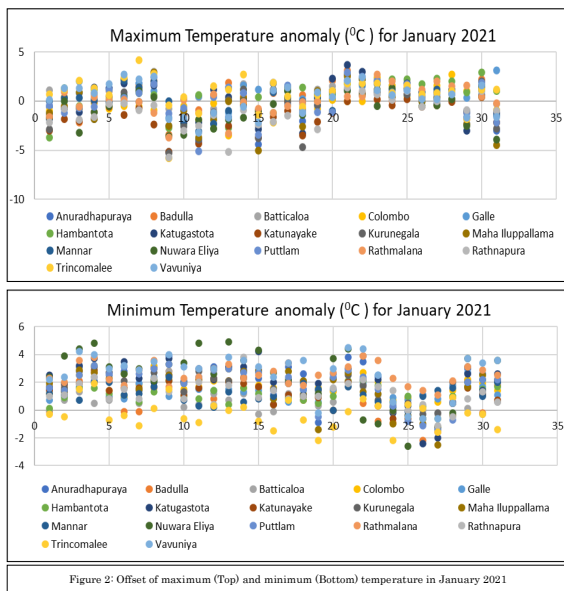 Maximum Temperature anomaly (⁰C ) for January 2021
5
0
0 5 10 15 20 25 30 35
-5
-10
Anuradhapuraya Badulla Batticaloa Colombo Galle
Hambantota Katugastota Katunayake Kurunegala Maha Iluppallama
Mannar Nuwara Eliya Puttlam Rathmalana Rathnapura
Trincomalee Vavuniya
Minimum Temperature anomaly (⁰C ) for January 2021
6
4
2
0
0 5 10 15 20 25 30 35
-2
-4
Anuradhapuraya Badulla Batticaloa Colombo Galle
Hambantota Katugastota Katunayake Kurunegala Maha Iluppallama
Mannar Nuwara Eliya Puttlam Rathmalana Rathnapura
Trincomalee Vavuniya
Figure 2: Offset of maximum (Top) and minimum (Bottom) temperature in January 2021